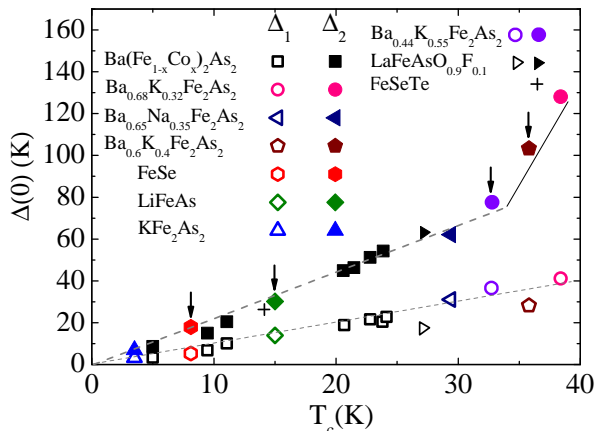 Δ₁ Δ₂
Ba(Fe₁₋ₓCoₓ)₂As₂
Ba₀.₆₈K₀.₃₂Fe₂As₂
Ba₀.₆₅Na₀.₃₅Fe₂As₂
Ba₀.₆K₀.₄Fe₂As₂
FeSe
LiFeAs
KFe₂As₂
Ba₀.₄₄K₀.₅₅Fe₂As₂
LaFeAsO₀.₉F₀.₁
FeSeTe
Δ(0) (K)
160
140
120
100
80
60
40
20
0
0 10 20 30 40
T꜀(K)